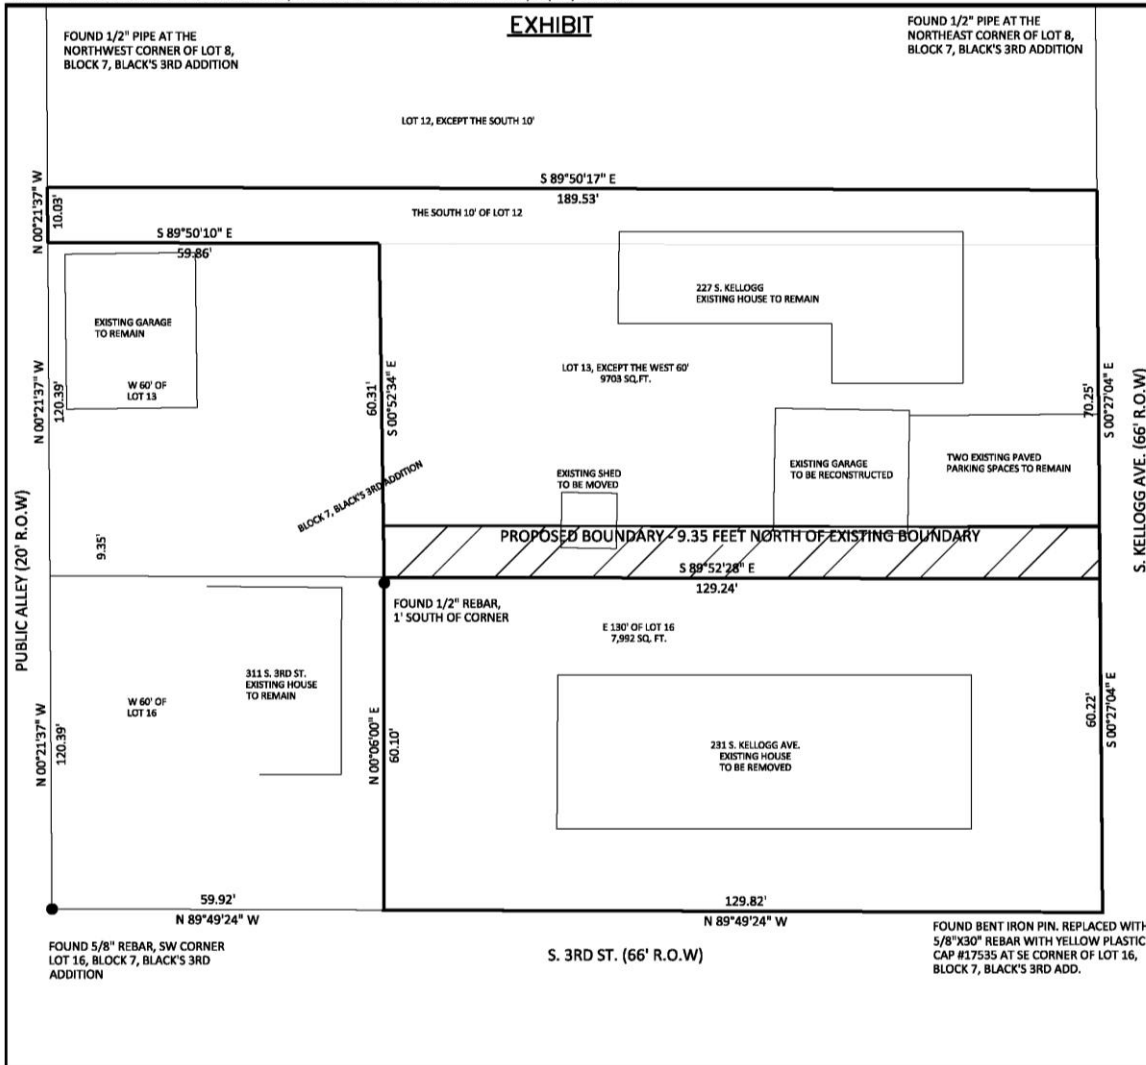 EXHIBIT
FOUND 1/2" PIPE AT THE
NORTHWEST CORNER OF LOT 8,
BLOCK 7, BLACK'S 3RD ADDITION
FOUND 1/2" PIPE AT THE
NORTHEAST CORNER OF LOT 8,
BLOCK 7, BLACK'S 3RD ADDITION
LOT 12, EXCEPT THE SOUTH 10'
S 89°50'17" E
189.53'
N 00°21'37" W
10.03'
THE SOUTH 10' OF LOT 12
S 89°50'10" E
59.86'
EXISTING GARAGE
TO REMAIN
W 60' OF
LOT 13
N 00°21'37" W
120.39'
60.31'
S 00°52'34" E
227 S. KELLOGG
EXISTING HOUSE TO REMAIN
LOT 13, EXCEPT THE WEST 60'
9703 SQ.FT.
70.25'
S 00°27'04" E
S. KELLOGG AVE. (66' R.O.W)
BLOCK 7, BLACK'S 3RD ADDITION
EXISTING SHED
TO BE MOVED
EXISTING GARAGE
TO BE RECONSTRUCTED
TWO EXISTING PAVED
PARKING SPACES TO REMAIN
PUBLIC ALLEY (20' R.O.W)
9.35'
PROPOSED BOUNDARY - 9.35 FEET NORTH OF EXISTING BOUNDARY
S 89°52'28" E
129.24'
FOUND 1/2" REBAR,
1' SOUTH OF CORNER
E 130' OF LOT 16
7,992 SQ. FT.
311 S. 3RD ST.
EXISTING HOUSE
TO REMAIN
W 60' OF
LOT 16
N 00°21'37" W
120.39'
N 00°06'00" E
60.10'
231 S. KELLOGG AVE.
EXISTING HOUSE
TO BE REMOVED
60.22'
S 00°27'04" E
59.92'
N 89°49'24" W
129.82'
N 89°49'24" W
FOUND 5/8" REBAR, SW CORNER
LOT 16, BLOCK 7, BLACK'S 3RD
ADDITION
S. 3RD ST. (66' R.O.W)
FOUND BENT IRON PIN. REPLACED WITH
5/8"X30" REBAR WITH YELLOW PLASTIC
CAP #17535 AT SE CORNER OF LOT 16,
BLOCK 7, BLACK'S 3RD ADD.